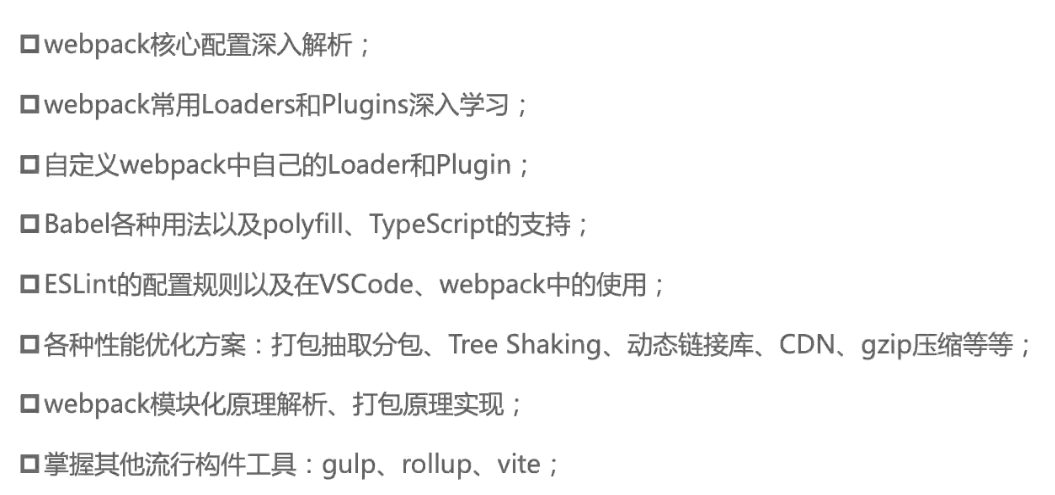 webpack核心配置深入解析；
webpack常用Loaders和Plugins深入学习；
自定义webpack中自己的Loader和Plugin；
Babel各种用法以及polyfill、TypeScript的支持；
ESLint的配置规则以及在VSCode、webpack中的使用；
各种性能优化方案：打包抽取分包、Tree Shaking、动态链接库、CDN、gzip压缩等等；
webpack模块化原理解析、打包原理实现；
掌握其他流行构件工具：gulp、rollup、vite；